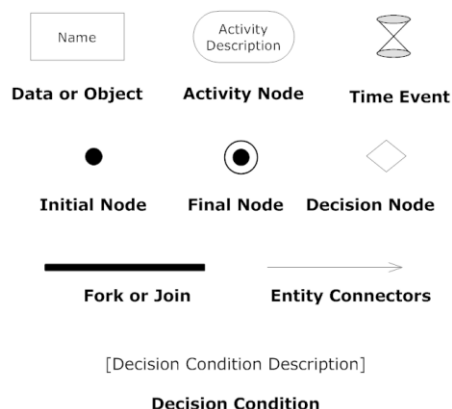 Name
Activity
Description
Data or Object
Activity Node
Time Event
Initial Node
Final Node
Decision Node
Fork or Join
Entity Connectors
[Decision Condition Description]
Decision Condition